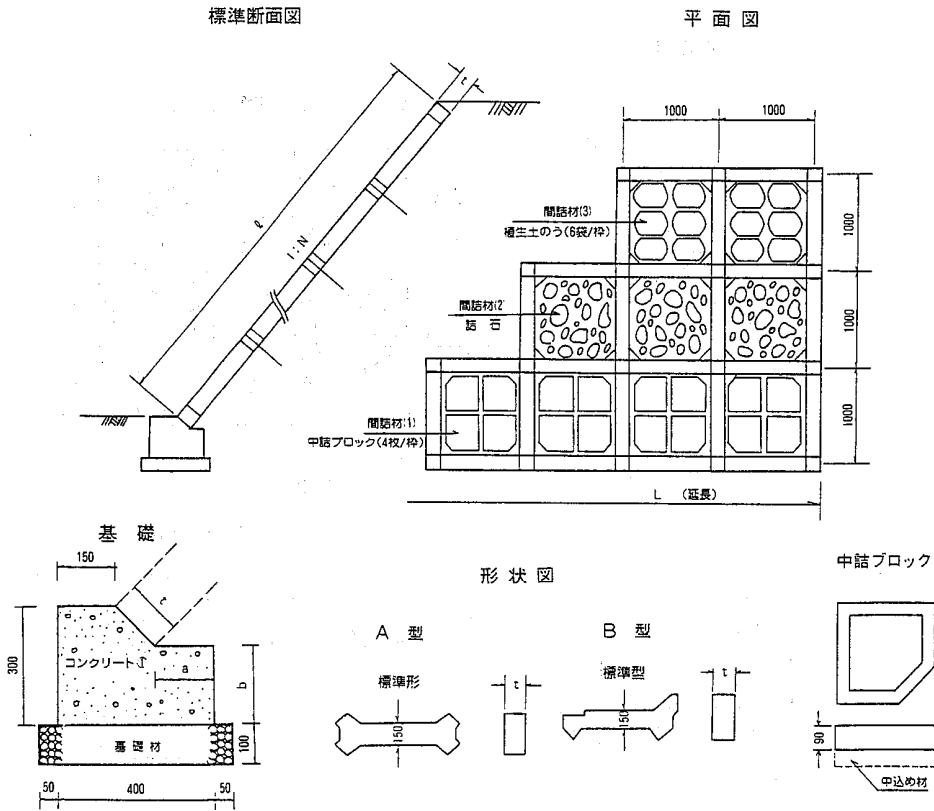 標準断面図
平面図
t
ℓ
1:N
1000
1000
間詰材(3)
植生土のう(6袋/枠)
1000
間詰材(2)
詰石
1000
間詰材(1)
中詰ブロック(4枚/枠)
1000
L (延長)
基礎
150
t
300
コンクリート
a
b
基礎材
100
50
400
50
形状図
A型
標準形
150
t
B型
標準型
150
t
中詰ブロック
90
中込め材